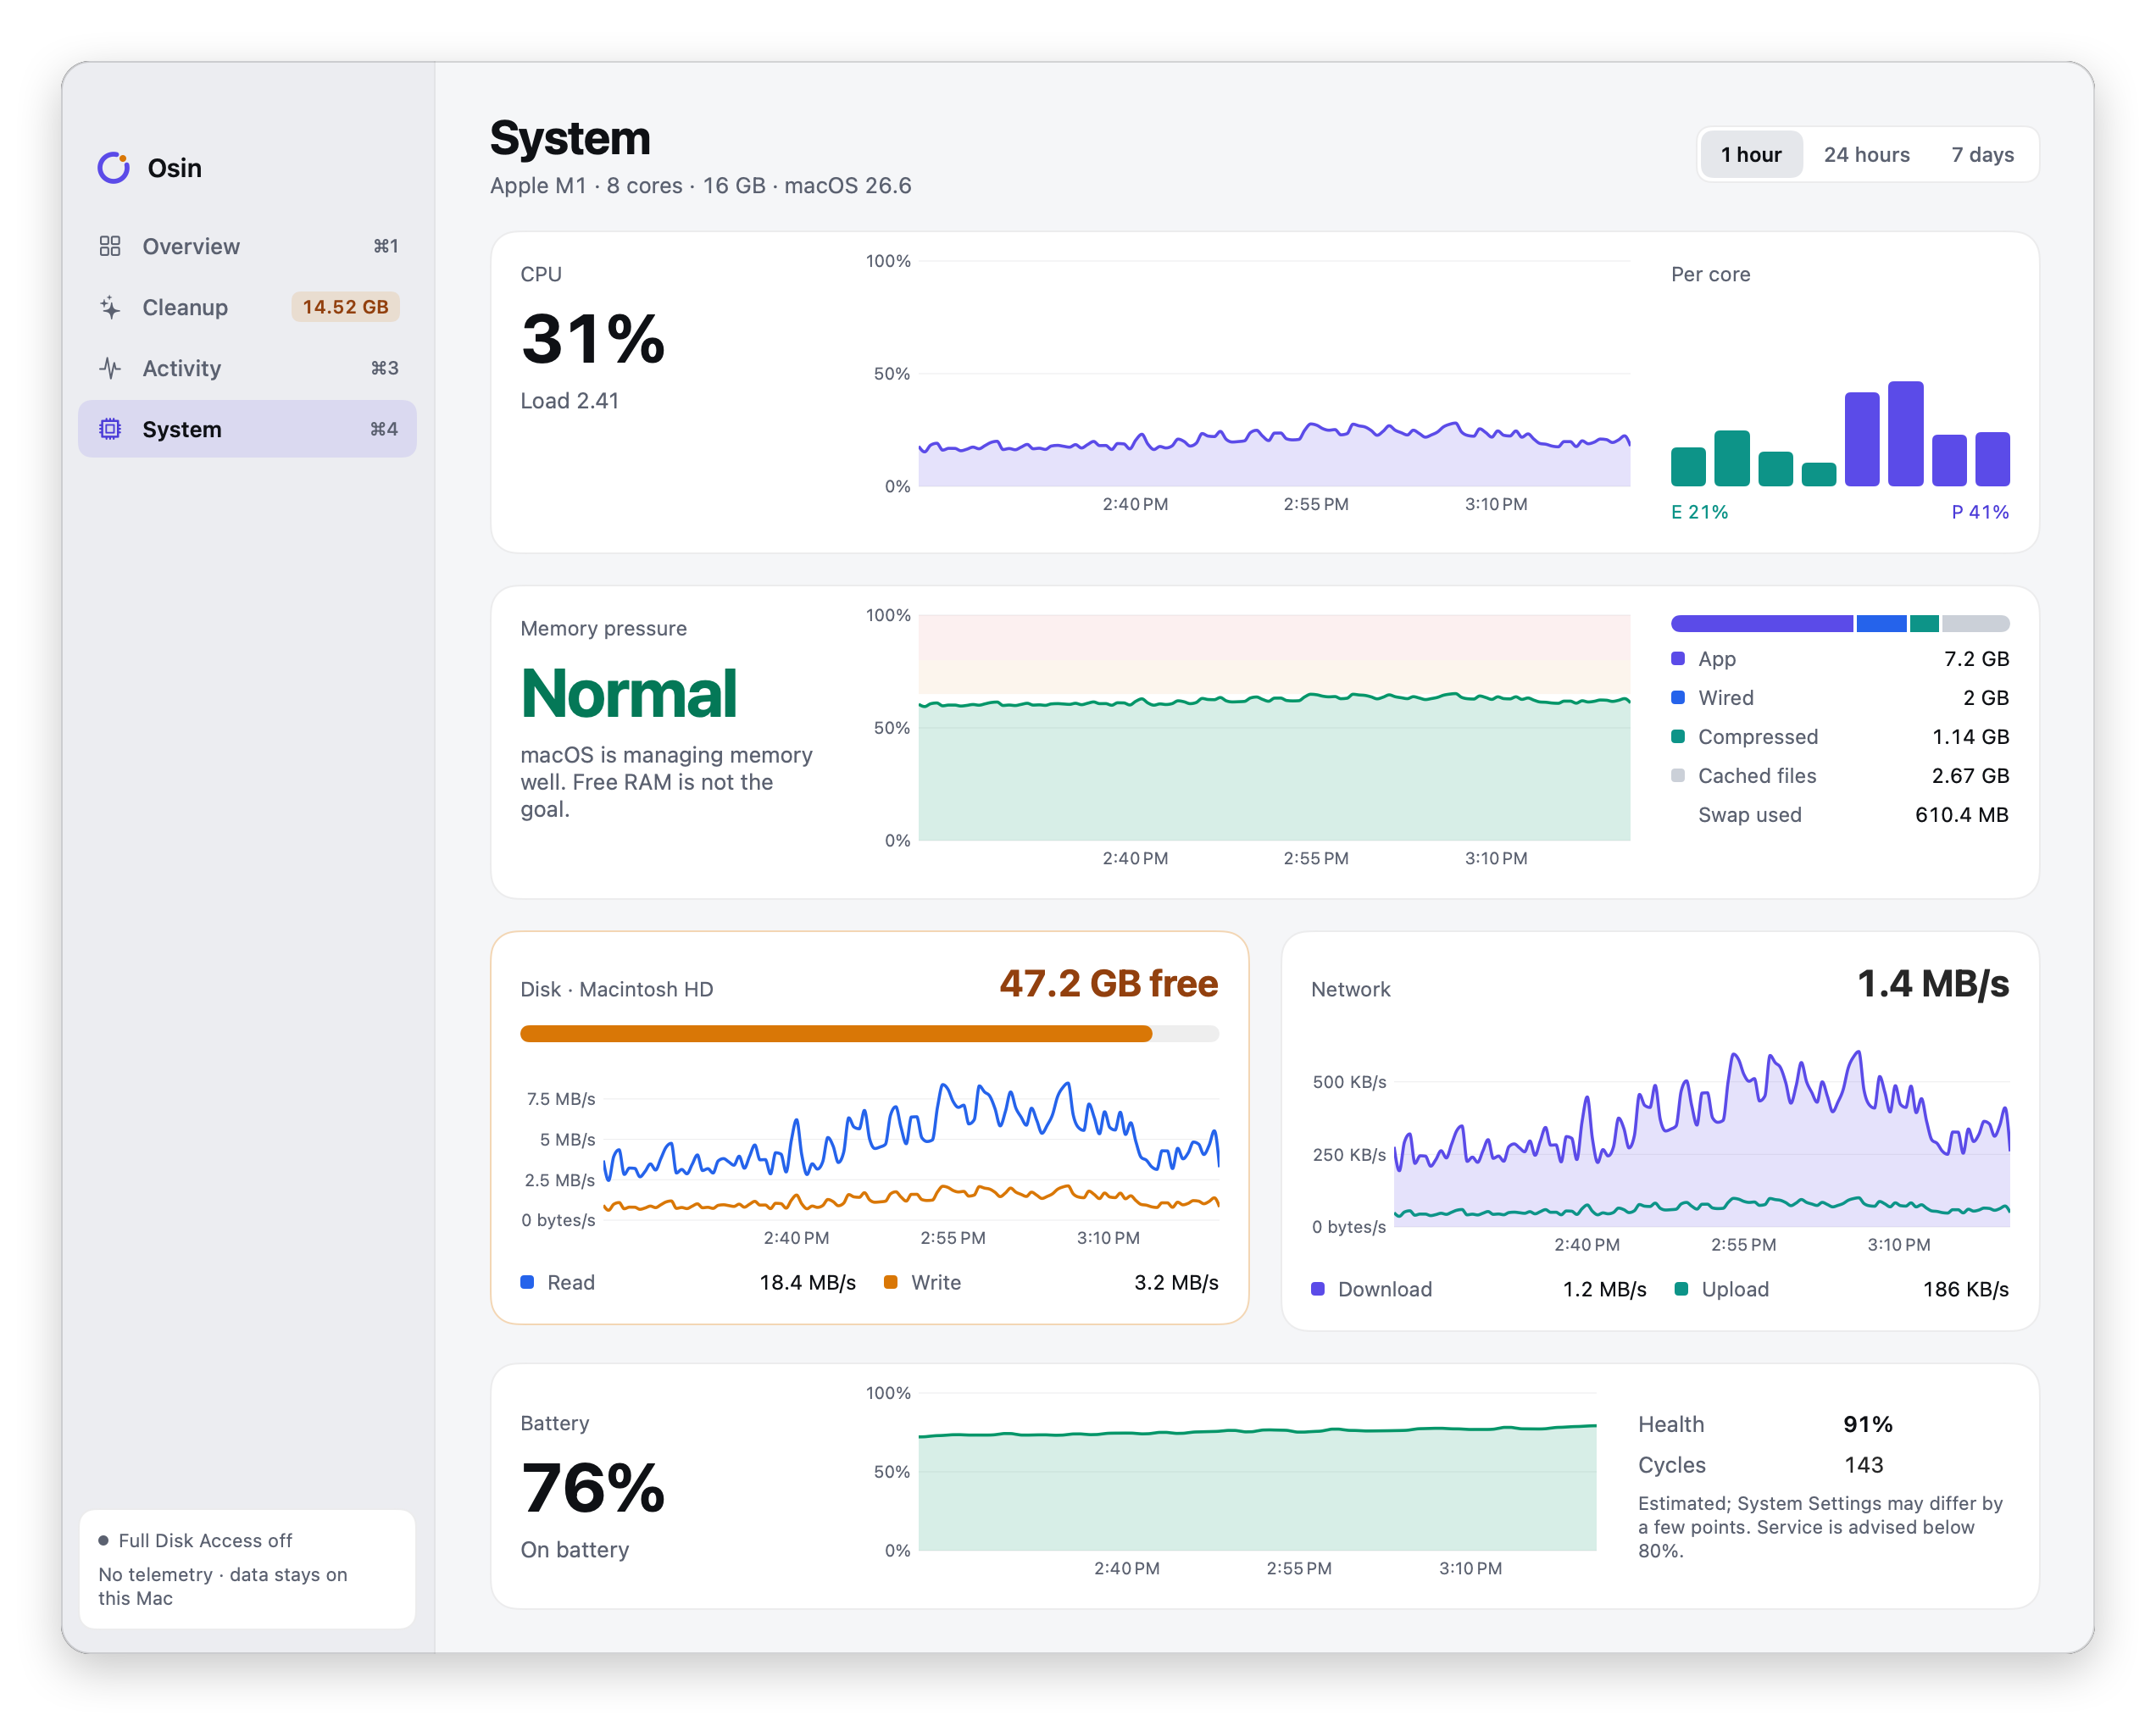 Osin
Overview ⌘1
Cleanup 14.52 GB
Activity ⌘3
System ⌘4
Full Disk Access off
No telemetry · data stays on
this Mac
System
Apple M1 · 8 cores · 16 GB · macOS 26.6
1 hour 24 hours 7 days
CPU
31%
Load 2.41
100%
50%
0%
2:40 PM 2:55 PM 3:10 PM
Per core
E 21% P 41%
Memory pressure
Normal
macOS is managing memory
well. Free RAM is not the
goal.
100%
50%
0%
2:40 PM 2:55 PM 3:10 PM
App 7.2 GB
Wired 2 GB
Compressed 1.14 GB
Cached files 2.67 GB
Swap used 610.4 MB
Disk · Macintosh HD 47.2 GB free
7.5 MB/s
5 MB/s
2.5 MB/s
0 bytes/s
2:40 PM 2:55 PM 3:10 PM
Read 18.4 MB/s Write 3.2 MB/s
Network 1.4 MB/s
500 KB/s
250 KB/s
0 bytes/s
2:40 PM 2:55 PM 3:10 PM
Download 1.2 MB/s Upload 186 KB/s
Battery
76%
On battery
100%
50%
0%
2:40 PM 2:55 PM 3:10 PM
Health 91%
Cycles 143
Estimated; System Settings may differ by
a few points. Service is advised below
80%.